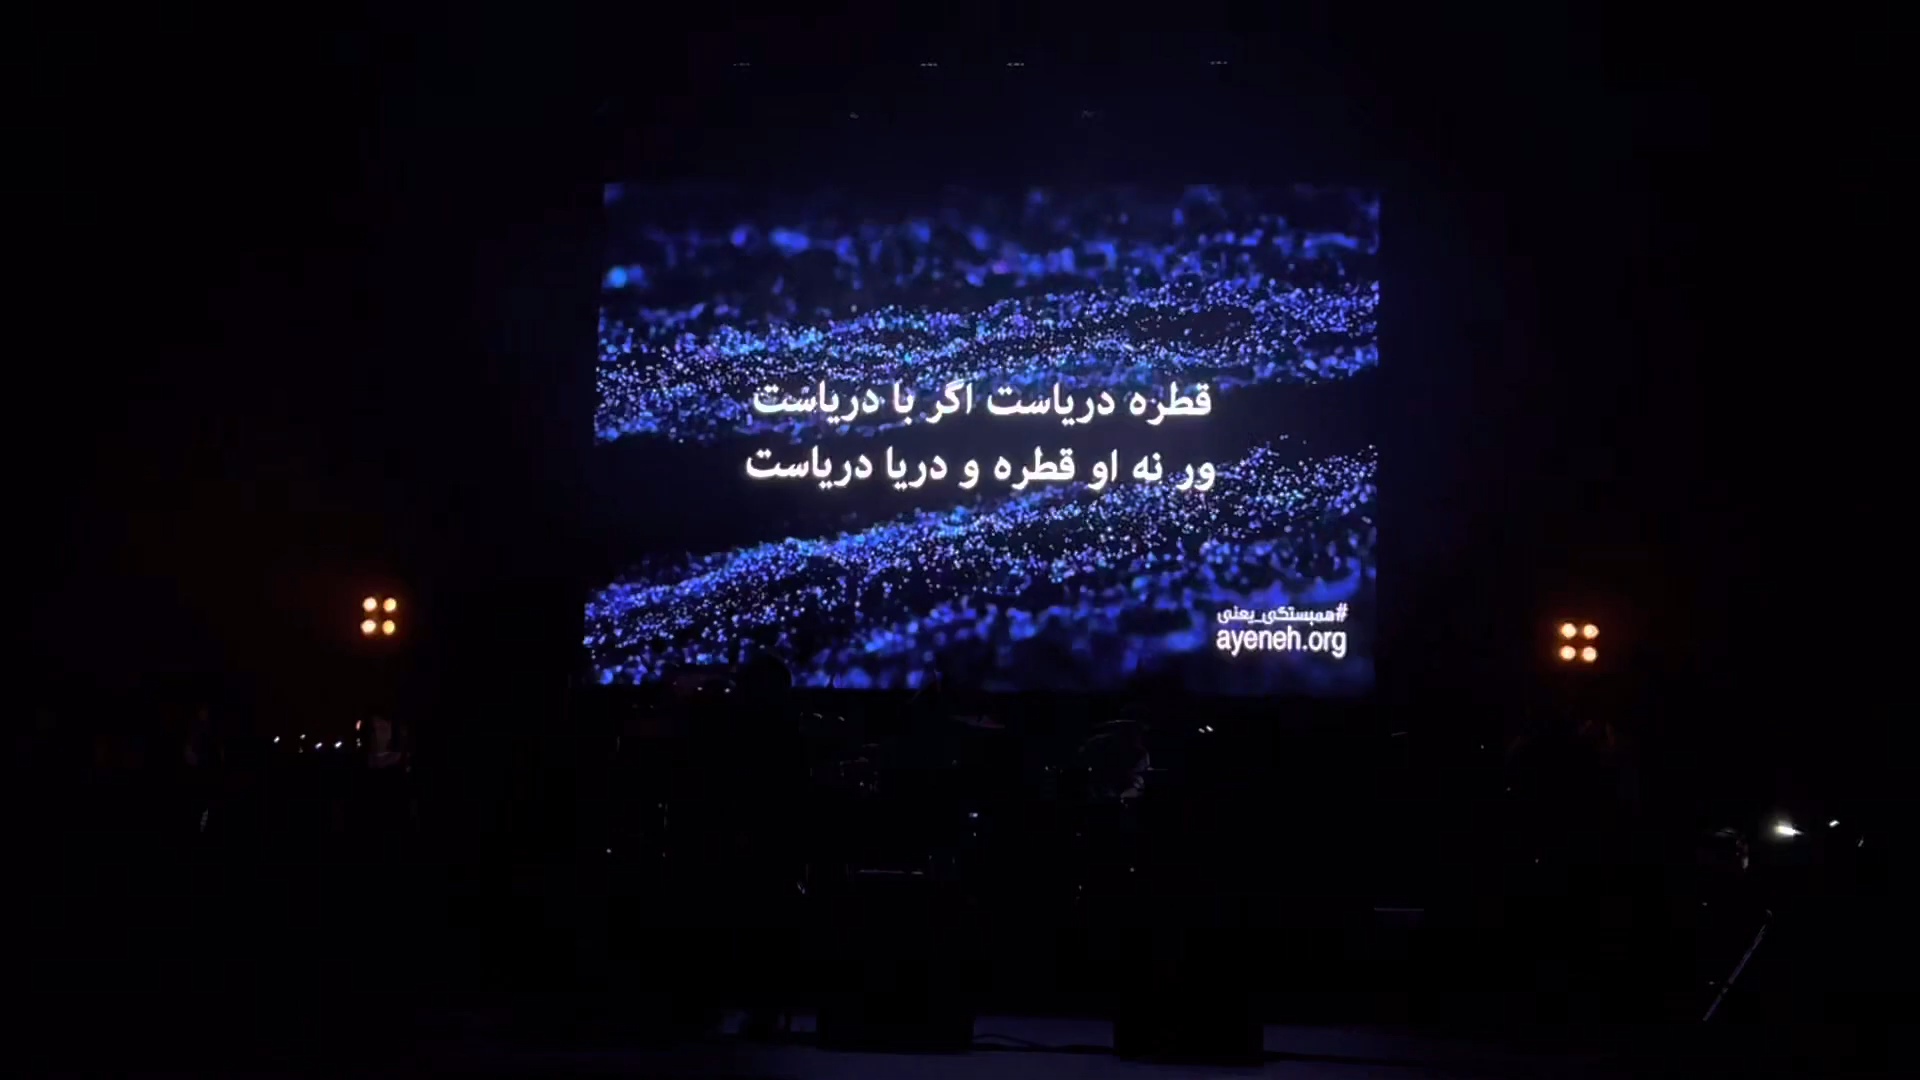 قطره دریاست اگر با دریاست
ور نه او قطره و دریا دریاست
#همبستگی_یعنی
ayeneh.org